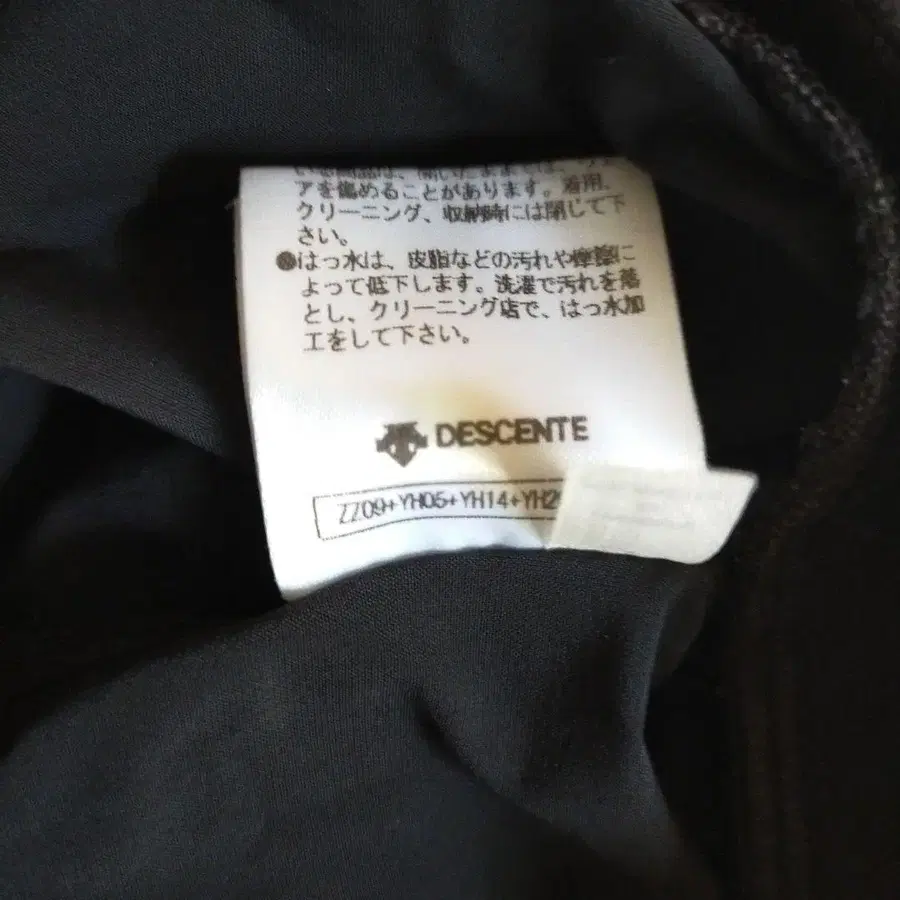 アを傷めることがあります。着用、
クリーニング、収納時には閉じて下
さい。
●はっ水は、皮脂などの汚れや摩擦に
よって低下します。洗濯で汚れを落
とし、クリーニング店で、はっ水加
工をして下さい。
DESCENTE
ZZ09+YH05+YH14+YH2